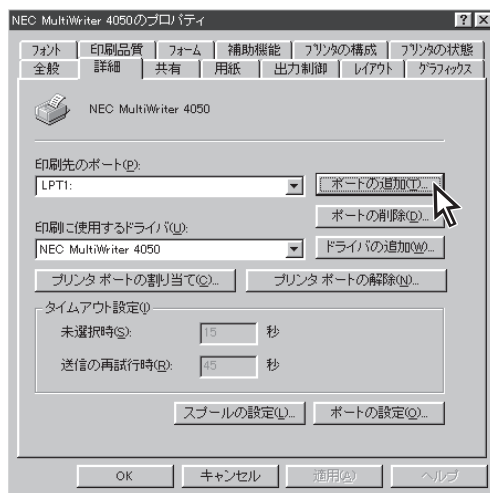 NEC MultiWriter 4050のプロパティ
フォント 印刷品質 フォーム 補助機能 プリンタの構成 プリンタの状態
全般 詳細 共有 用紙 出力制御 レイアウト グラフィックス
NEC MultiWriter 4050
印刷先のポート(P):
LPT1:
ポートの追加(T)...
ポートの削除(D)...
印刷に使用するドライバ(U):
NEC MultiWriter 4050
ドライバの追加(W)...
プリンタ ポートの割り当て(C)... プリンタ ポートの解除(N)...
タイムアウト設定(I)
未選択時(S): 15 秒
送信の再試行時(R): 45 秒
スプールの設定(L)... ポートの設定(O)...
OK キャンセル 適用(A) ヘルプ